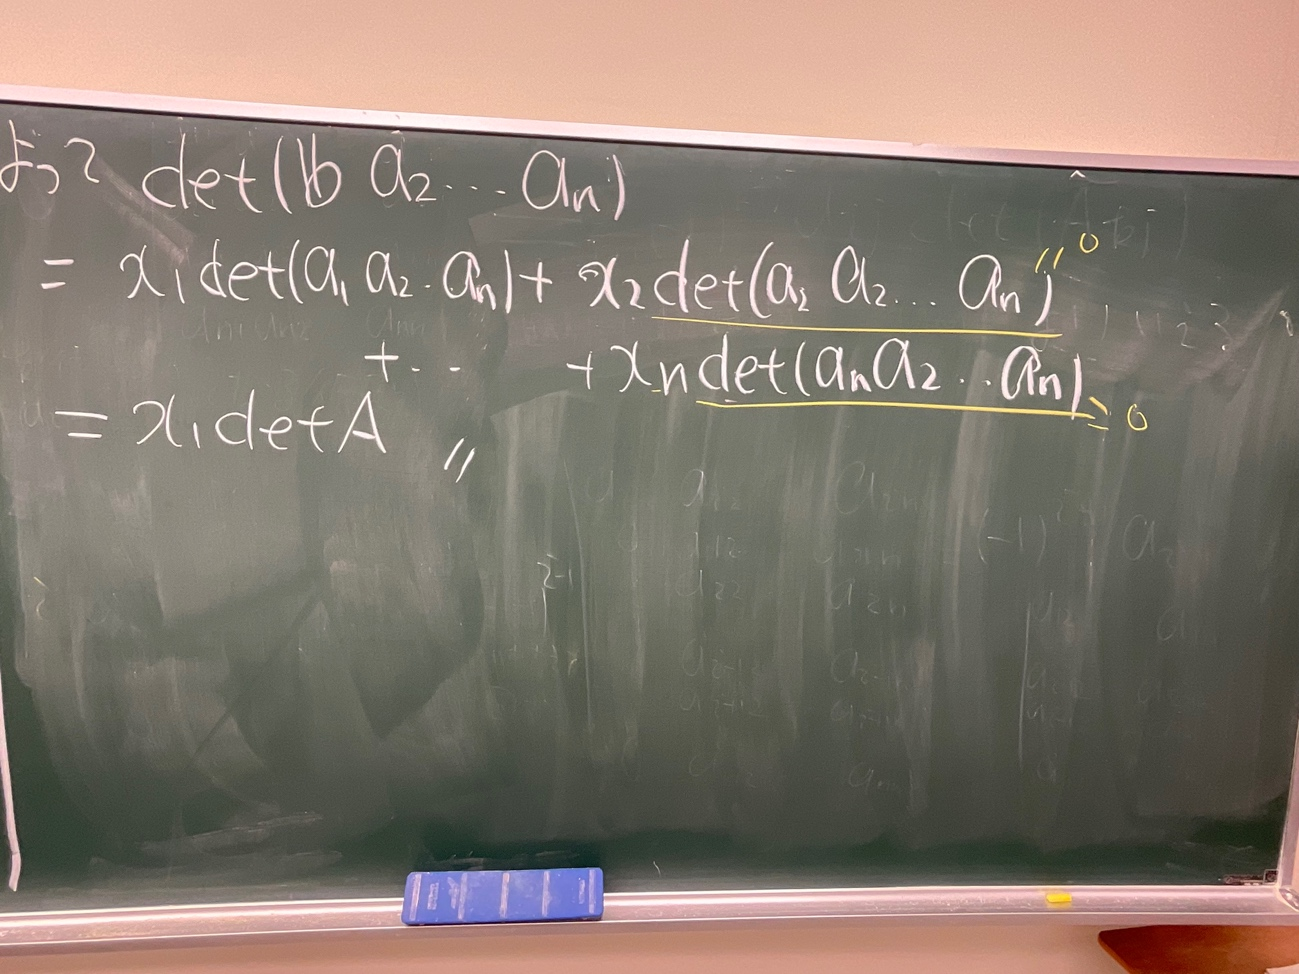 よって det(b a₂ ... aₙ)
= x₁det(a₁ a₂ . aₙ) + x₂det(a₂ a₂ ... aₙ) = 0
+ ... + xₙdet(aₙ a₂ .. aₙ) = 0
= x₁detA //